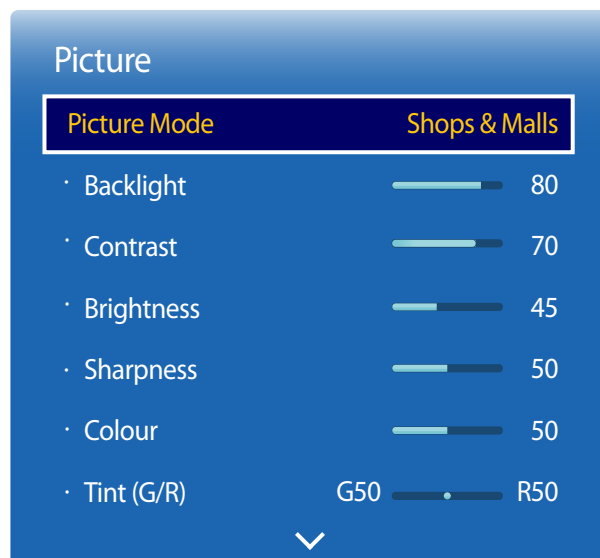 Picture
Picture Mode Shops & Malls
· Backlight 80
· Contrast 70
· Brightness 45
· Sharpness 50
· Colour 50
· Tint (G/R) G50 R50